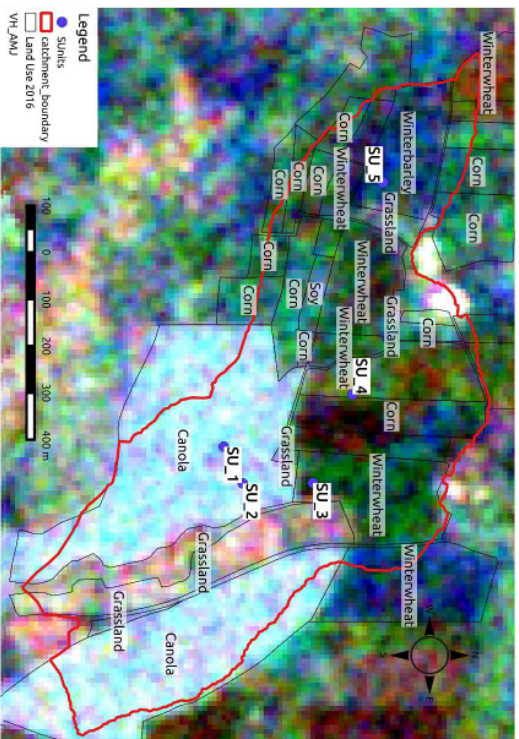 Winterwheat
Corn
Corn
N
W
E
S
Corn
Winterbarley
Winterwheat
Grassland
Grassland
Corn
SU_5
Winterwheat
SU_4
Winterwheat
Corn
Winterwheat
Winterwheat
Corn
Soy
SU_3
Corn
Corn
Corn
Grassland
Corn
Corn
Corn
SU_2
SU_1
Grassland
Canola
Canola
Grassland
Legend
SUnits
catchment_boundary
Land Use 2016
VH_AMJ
100 0 100 200 300 400 m